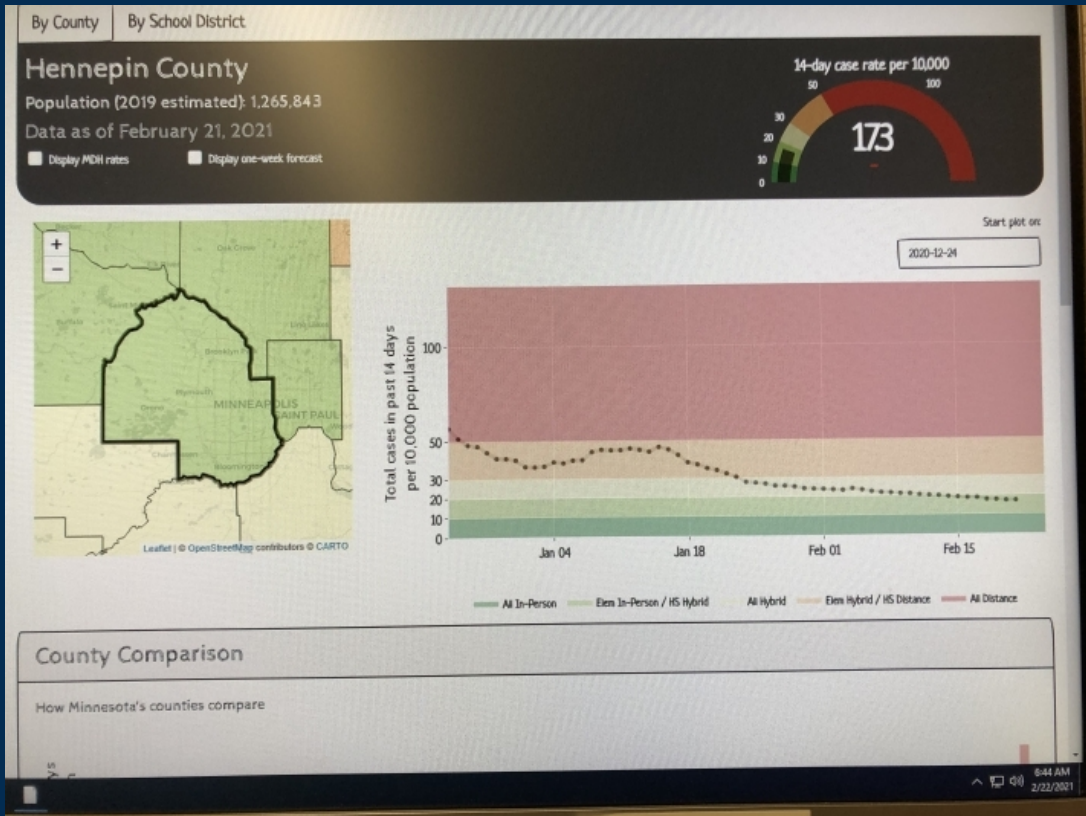 By County
By School District
Hennepin County
Population (2019 estimated): 1,265,843
Data as of February 21, 2021
Display MDH rates
Display one-week forecast
14-day case rate per 10,000
0
10
20
30
50
100
17.3
+
−
Oak Grove
Plymouth
MINNEAPOLIS
SAINT PAUL
Bloomington
Leaflet | © OpenStreetMap contributors © CARTO
Start plot on:
2020-12-24
Total cases in past 14 days
per 10,000 population
100
50
30
20
10
0
Jan 04
Jan 18
Feb 01
Feb 15
All In-Person
Elem In-Person / HS Hybrid
All Hybrid
Elem Hybrid / HS Distance
All Distance
County Comparison
How Minnesota's counties compare
6:44 AM
2/22/2021